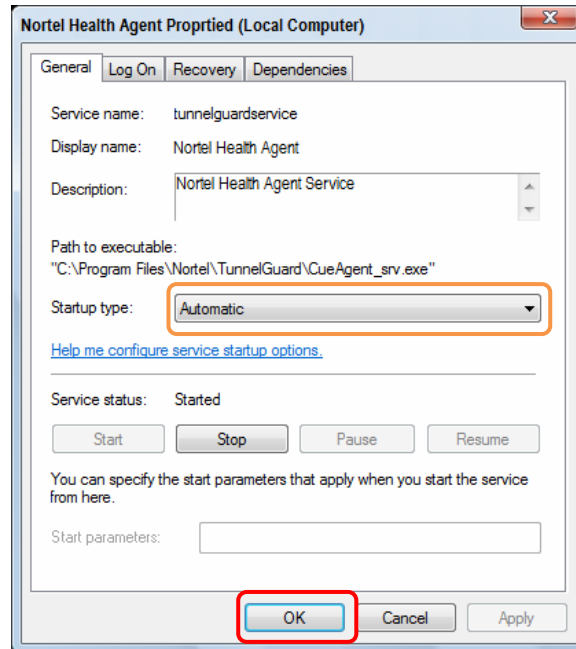 Nortel Health Agent Proprtied (Local Computer)
General Log On Recovery Dependencies
Service name: tunnelguardservice
Display name: Nortel Health Agent
Description: Nortel Health Agent Service
Path to executable:
"C:\Program Files\Nortel\TunnelGuard\CueAgent_srv.exe"
Startup type: Automatic
Help me configure service startup options.
Service status: Started
Start Stop Pause Resume
You can specify the start parameters that apply when you start the service
from here.
Start parameters:
OK Cancel Apply